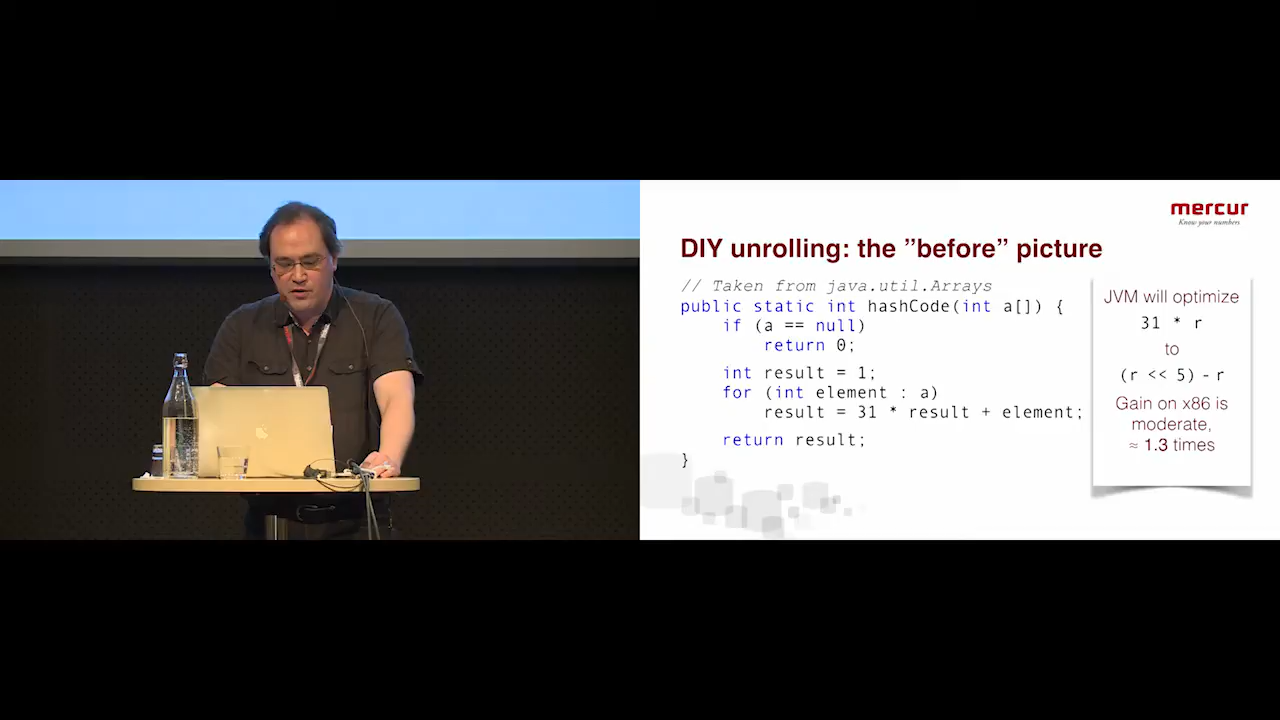 mercur
Know your numbers
DIY unrolling: the ”before” picture
// Taken from java.util.Arrays
public static int hashCode(int a[]) {
    if (a == null)
        return 0;
    int result = 1;
    for (int element : a)
        result = 31 * result + element;
    return result;
}
JVM will optimize
31 * r
to
(r << 5) - r
Gain on x86 is
moderate,
≈ 1.3 times